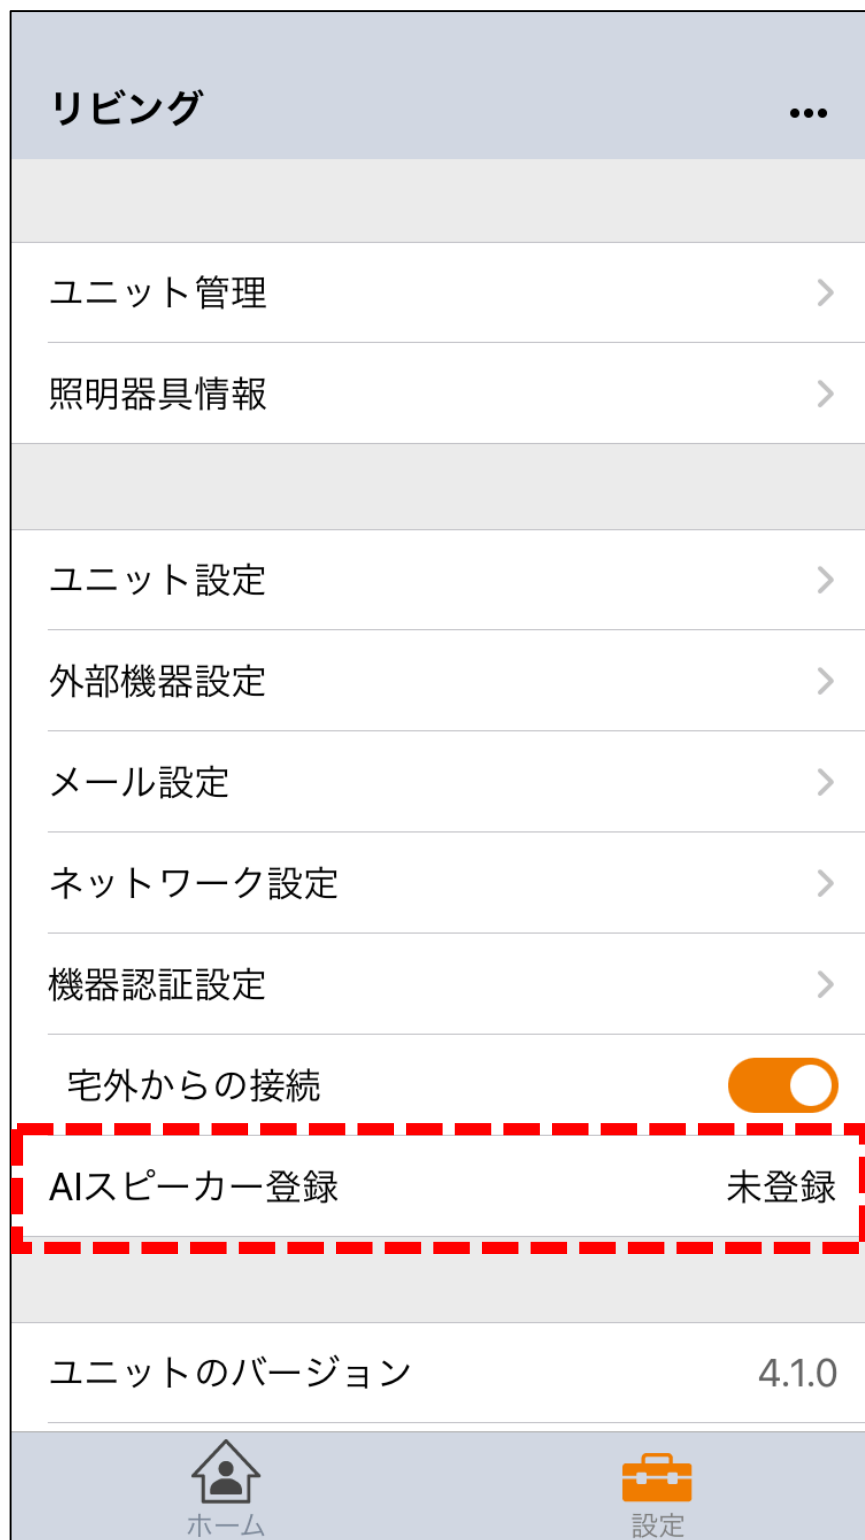 リビング
ユニット管理
照明器具情報
ユニット設定
外部機器設定
メール設定
ネットワーク設定
機器認証設定
宅外からの接続
AIスピーカー登録 未登録
ユニットのバージョン 4.1.0
ホーム 設定